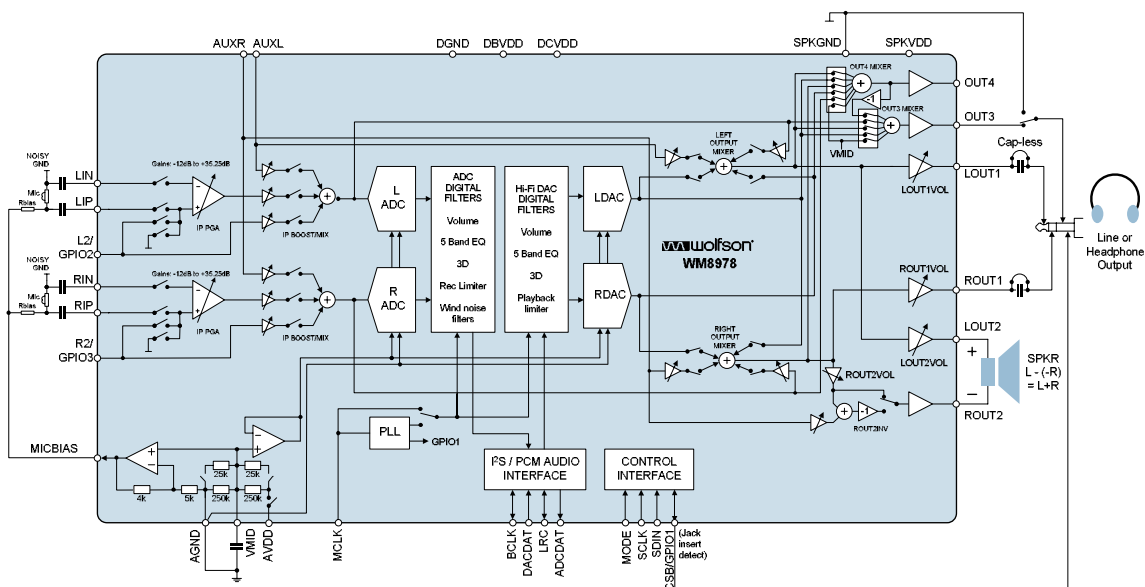 AUXR
AUXL
DGND
DBVDD
DCVDD
SPKGND
SPKVDD
OUT4 MIXER
OUT4
-1
OUT3 MIXER
OUT3
VMID
Cap-less
LOUT1
LOUT1VOL
LEFT
OUTPUT
MIXER
NOISY
GND
LIN
Mic
LIP
Rbias
L2/
GPIO2
Gains: -12dB to +35.25dB
IP PGA
IP BOOST/MIX
L
ADC
ADC
DIGITAL
FILTERS
Volume
5 Band EQ
3D
Rec Limiter
Wind noise
filters
Hi-Fi DAC
DIGITAL
FILTERS
Volume
5 Band EQ
3D
Playback
limiter
LDAC
wolfson
WM8978
Line or
Headphone
Output
NOISY
GND
RIN
Mic
RIP
Rbias
R2/
GPIO3
Gains: -12dB to +35.25dB
IP PGA
IP BOOST/MIX
R
ADC
RDAC
ROUT1VOL
ROUT1
RIGHT
OUTPUT
MIXER
LOUT2
LOUT2VOL
SPKR
L - (-R)
= L+R
ROUT2VOL
-1
ROUT2INV
ROUT2
MICBIAS
4k
5k
25k
25k
250k
250k
PLL
GPIO1
I²S / PCM AUDIO
INTERFACE
CONTROL
INTERFACE
AGND
VMID
AVDD
MCLK
BCLK
DACDAT
LRC
ADCDAT
MODE
SCLK
SDIN
CSB/GPIO1
(Jack
insert
detect)